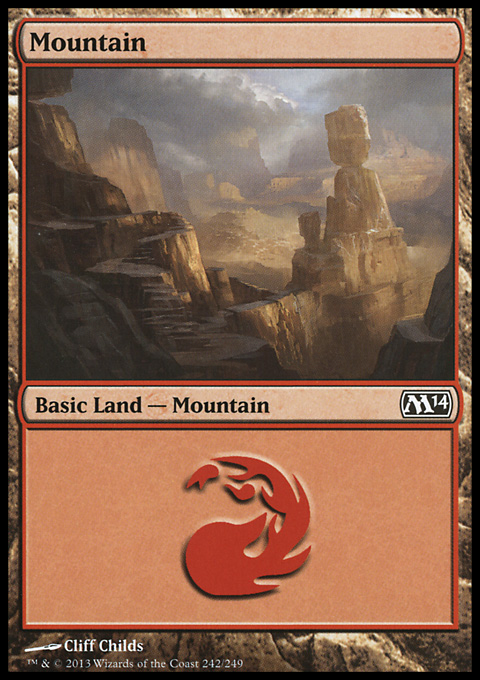 Mountain
Basic Land — Mountain
M14
Cliff Childs
™ & © 2013 Wizards of the Coast 242/249